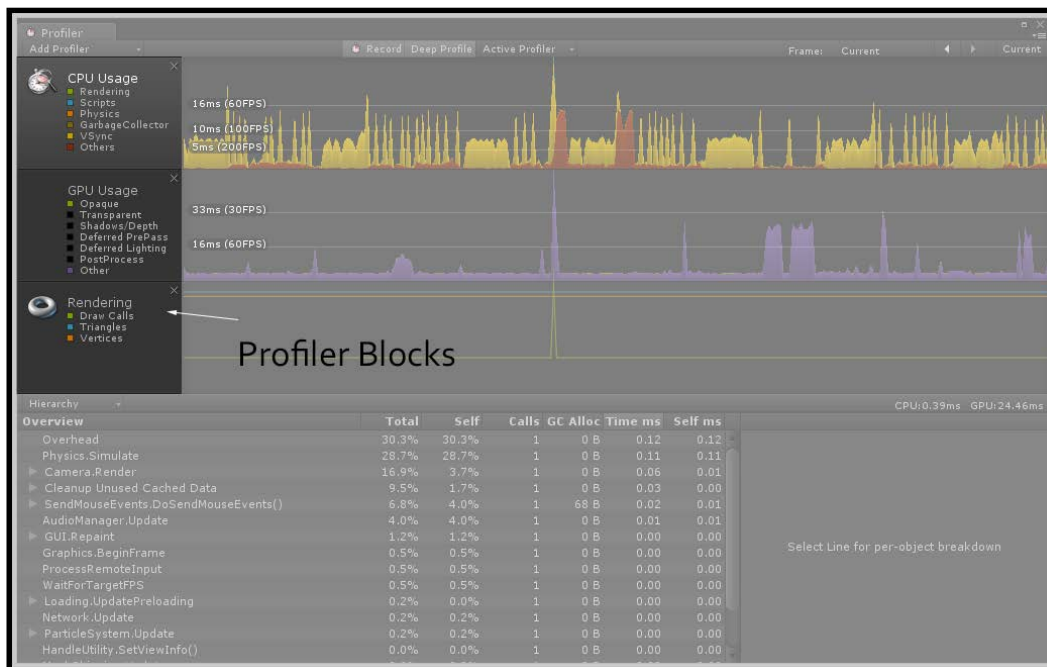 Profiler
Add Profiler
Record Deep Profile Active Profiler
Frame: Current
Current
CPU Usage
Rendering
Scripts
Physics
GarbageCollector
VSync
Others
16ms (60FPS)
10ms (100FPS)
5ms (200FPS)
GPU Usage
Opaque
Transparent
Shadows/Depth
Deferred PrePass
Deferred Lighting
PostProcess
Other
33ms (30FPS)
16ms (60FPS)
Rendering
Draw Calls
Triangles
Vertices
Profiler Blocks
Hierarchy
CPU:0.39ms GPU:24.46ms
Overview Total Self Calls GC Alloc Time ms Self ms
Overhead 30.3% 30.3% 1 0 B 0.12 0.12
Physics.Simulate 28.7% 28.7% 1 0 B 0.11 0.11
Camera.Render 16.9% 3.7% 1 0 B 0.06 0.01
Cleanup Unused Cached Data 9.5% 1.7% 1 0 B 0.03 0.00
SendMouseEvents.DoSendMouseEvents() 6.8% 4.0% 1 68 B 0.02 0.01
AudioManager.Update 4.0% 4.0% 1 0 B 0.01 0.01
GUI.Repaint 1.2% 1.2% 1 0 B 0.00 0.00
Graphics.BeginFrame 0.5% 0.5% 1 0 B 0.00 0.00
ProcessRemoteInput 0.5% 0.5% 1 0 B 0.00 0.00
WaitForTargetFPS 0.5% 0.5% 1 0 B 0.00 0.00
Loading.UpdatePreloading 0.2% 0.0% 1 0 B 0.00 0.00
Network.Update 0.2% 0.2% 1 0 B 0.00 0.00
ParticleSystem.Update 0.2% 0.2% 1 0 B 0.00 0.00
HandleUtility.SetViewInfo() 0.0% 0.0% 1 0 B 0.00 0.00
Select Line for per-object breakdown